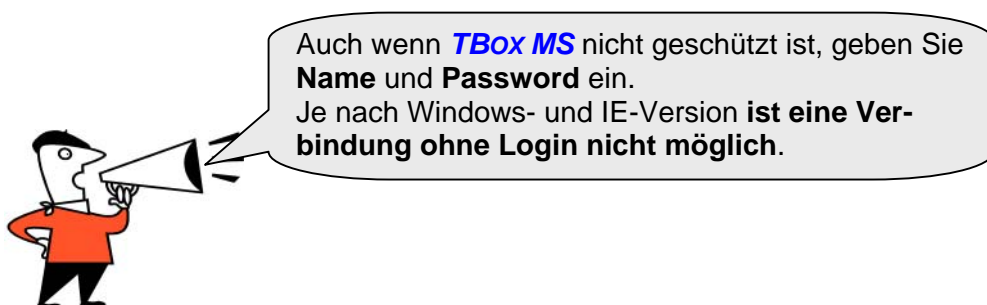 Auch wenn TBOX MS nicht geschützt ist, geben Sie
Name und Password ein.
Je nach Windows- und IE-Version ist eine Ver-
bindung ohne Login nicht möglich.